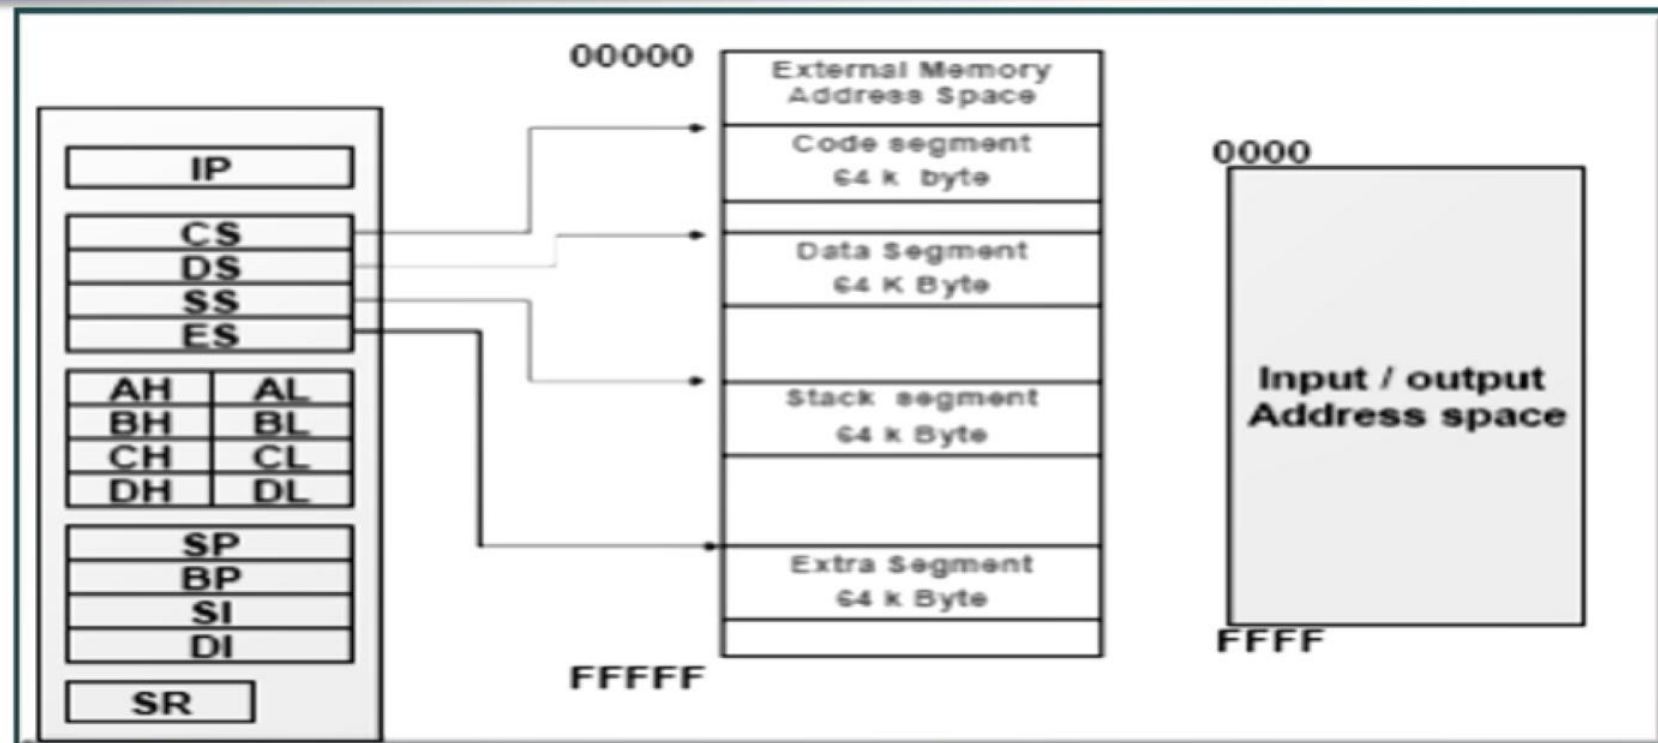 IP
CS
DS
SS
ES
AH AL
BH BL
CH CL
DH DL
SP
BP
SI
DI
SR
00000
External Memory
Address Space
Code segment
64 k byte
Data Segment
64 K Byte
Stack segment
64 k Byte
Extra Segment
64 k Byte
FFFFF
0000
Input / output
Address space
FFFF